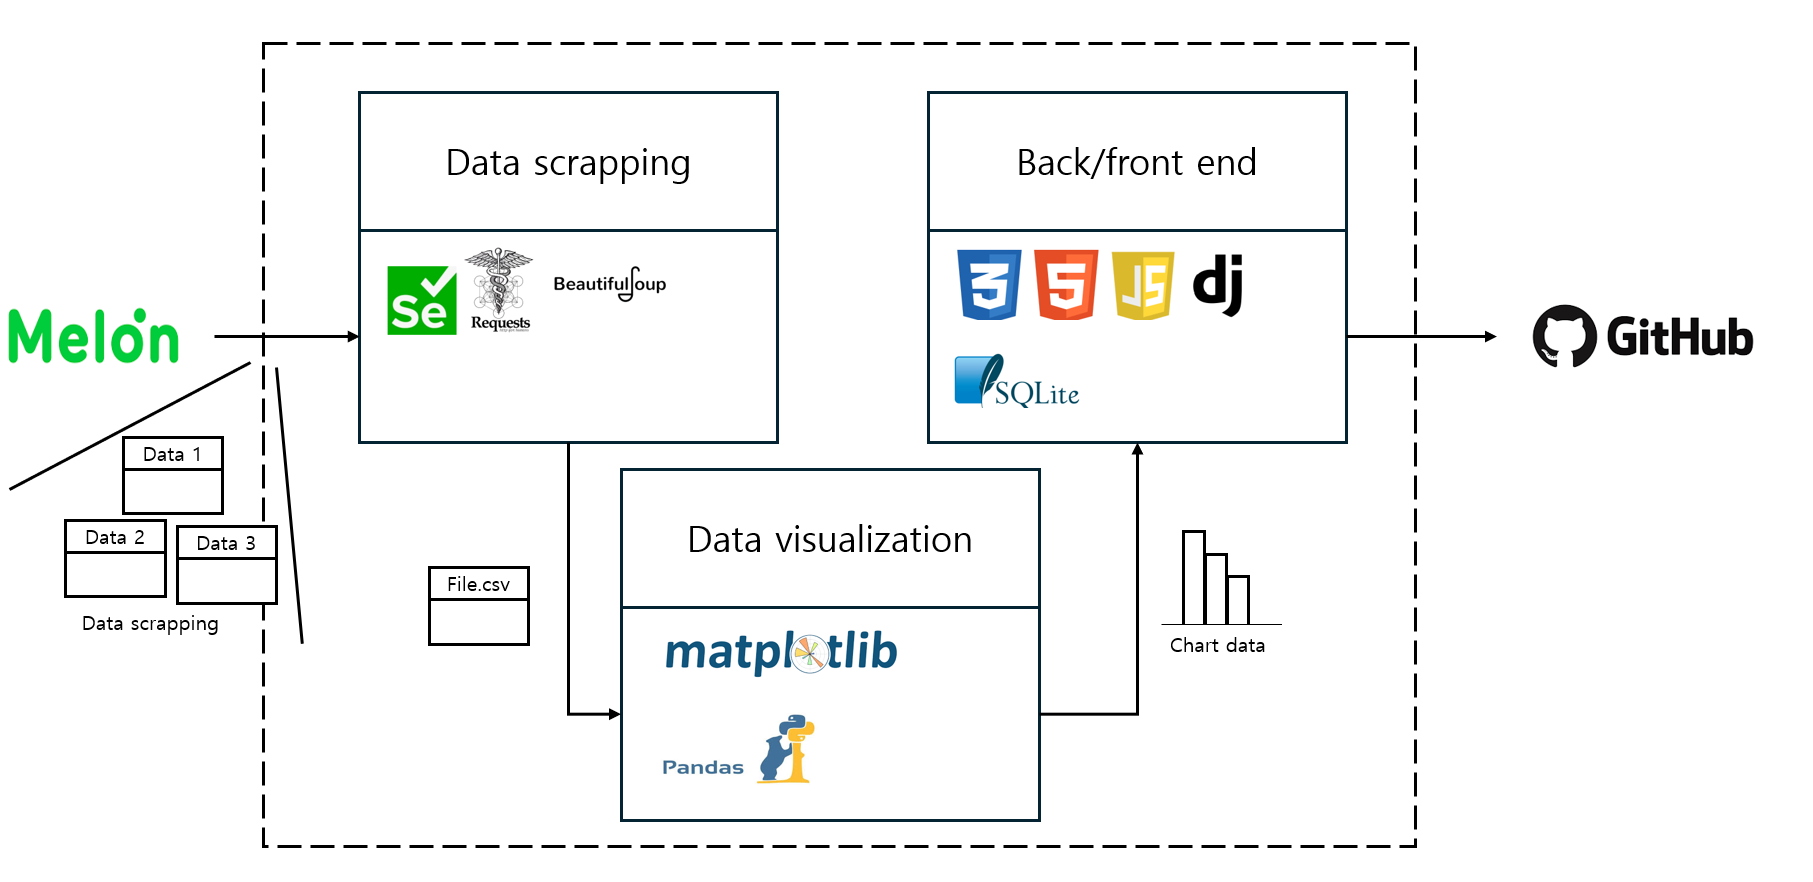 Data scrapping
Se
Requests
BeautifulSoup
Back/front end
3
5
JS
dj
SQLite
Melon
GitHub
Data 1
Data 2
Data 3
Data scrapping
File.csv
Data visualization
matplotlib
Pandas
Chart data